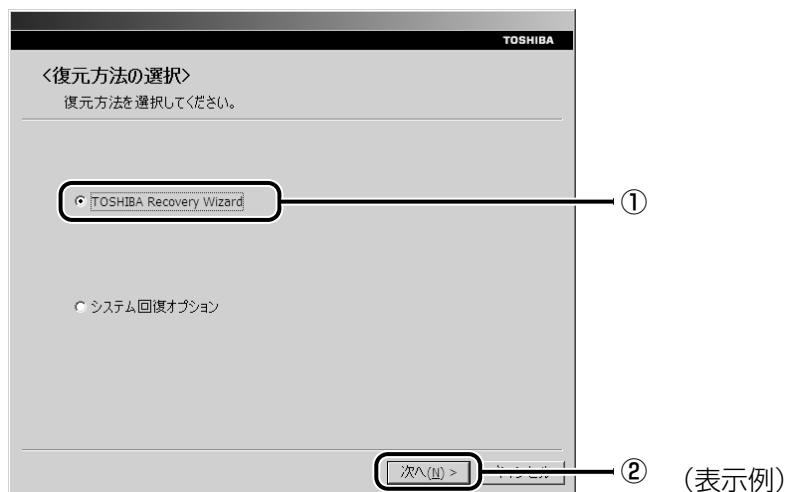 TOSHIBA
<復元方法の選択>
復元方法を選択してください。
TOSHIBA Recovery Wizard
①
システム回復オプション
次へ(N) >
②
(表示例)